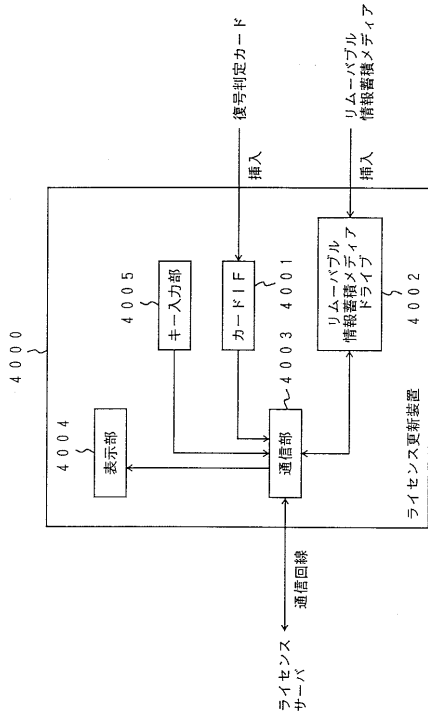 4000
4004
表示部
4005
キー入力部
カードIF
4001
復号判定カード
挿入
通信部
4003
ライセンス
サーバ
通信回線
リムーバブル
情報蓄積メディア
ドライブ
4002
リムーバブル
情報蓄積メディア
挿入
ライセンス更新装置